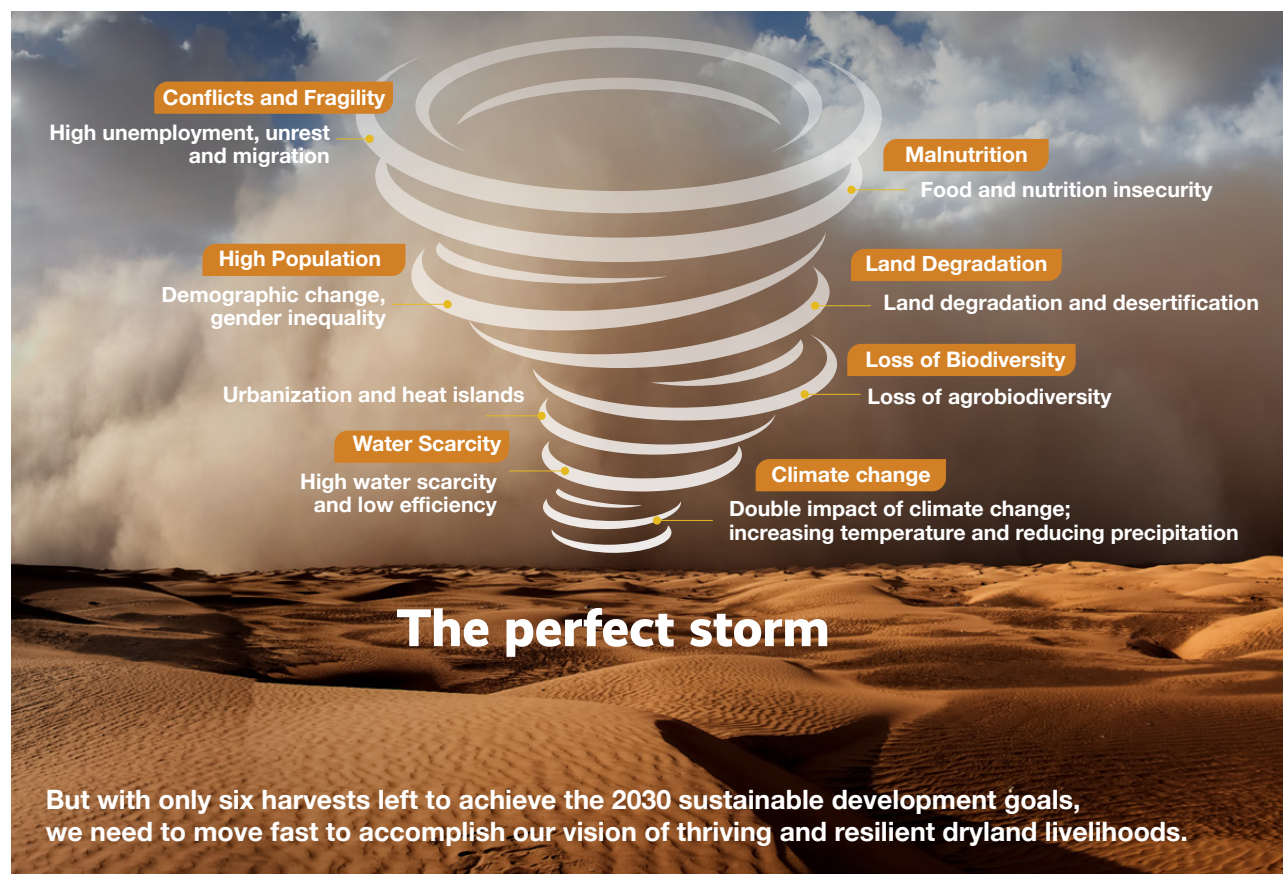 Conflicts and Fragility
High unemployment, unrest
and migration
Malnutrition
Food and nutrition insecurity
High Population
Demographic change,
gender inequality
Land Degradation
Land degradation and desertification
Loss of Biodiversity
Loss of agrobiodiversity
Urbanization and heat islands
Water Scarcity
High water scarcity
and low efficiency
Climate change
Double impact of climate change;
increasing temperature and reducing precipitation
The perfect storm
But with only six harvests left to achieve the 2030 sustainable development goals,
we need to move fast to accomplish our vision of thriving and resilient dryland livelihoods.